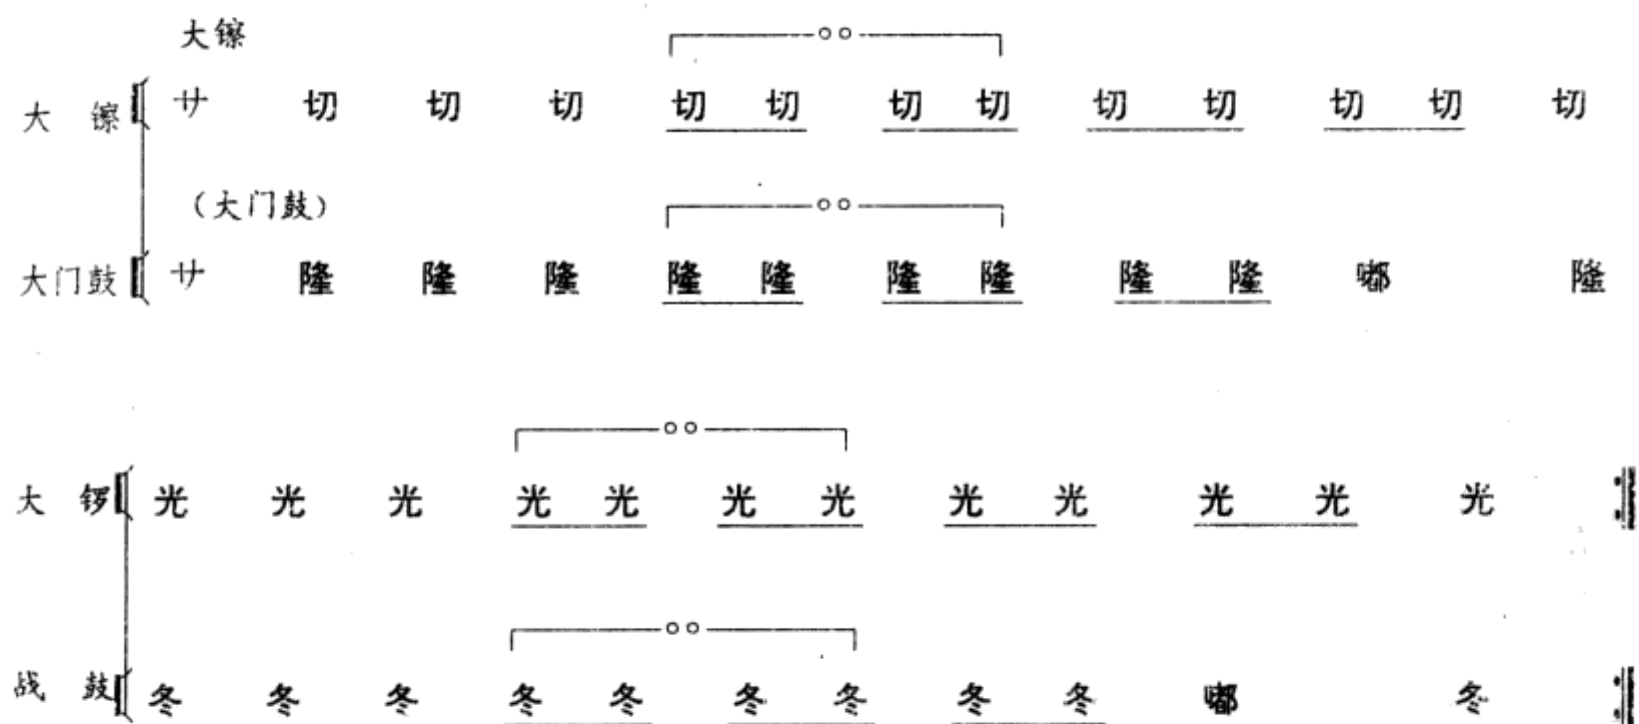 大镲
大 镲 サ 切 切 切 切 切 切 切 切 切 切 切 切
(大门鼓)
大门鼓 サ 隆 隆 隆 隆 隆 隆 隆 隆 隆 嘟 隆
大 锣 光 光 光 光 光 光 光 光 光 光 光 光
战 鼓 冬 冬 冬 冬 冬 冬 冬 冬 冬 嘟 冬